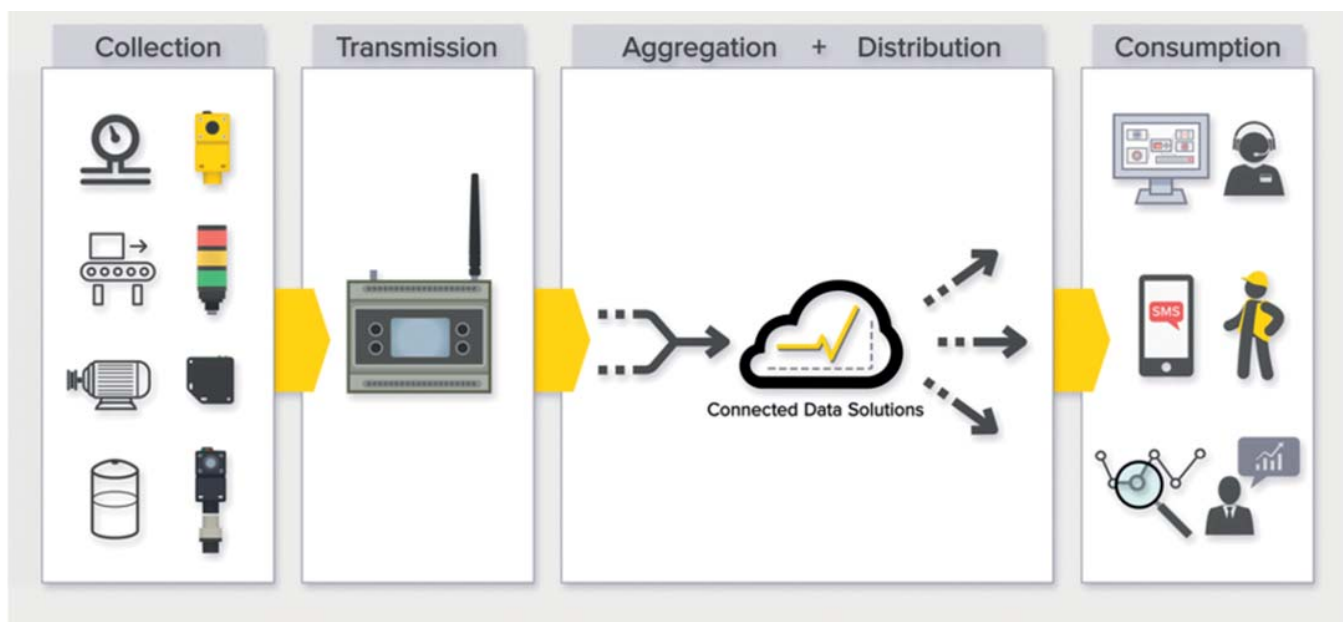 Collection
Transmission
Aggregation + Distribution
Consumption
SMS
Connected Data Solutions